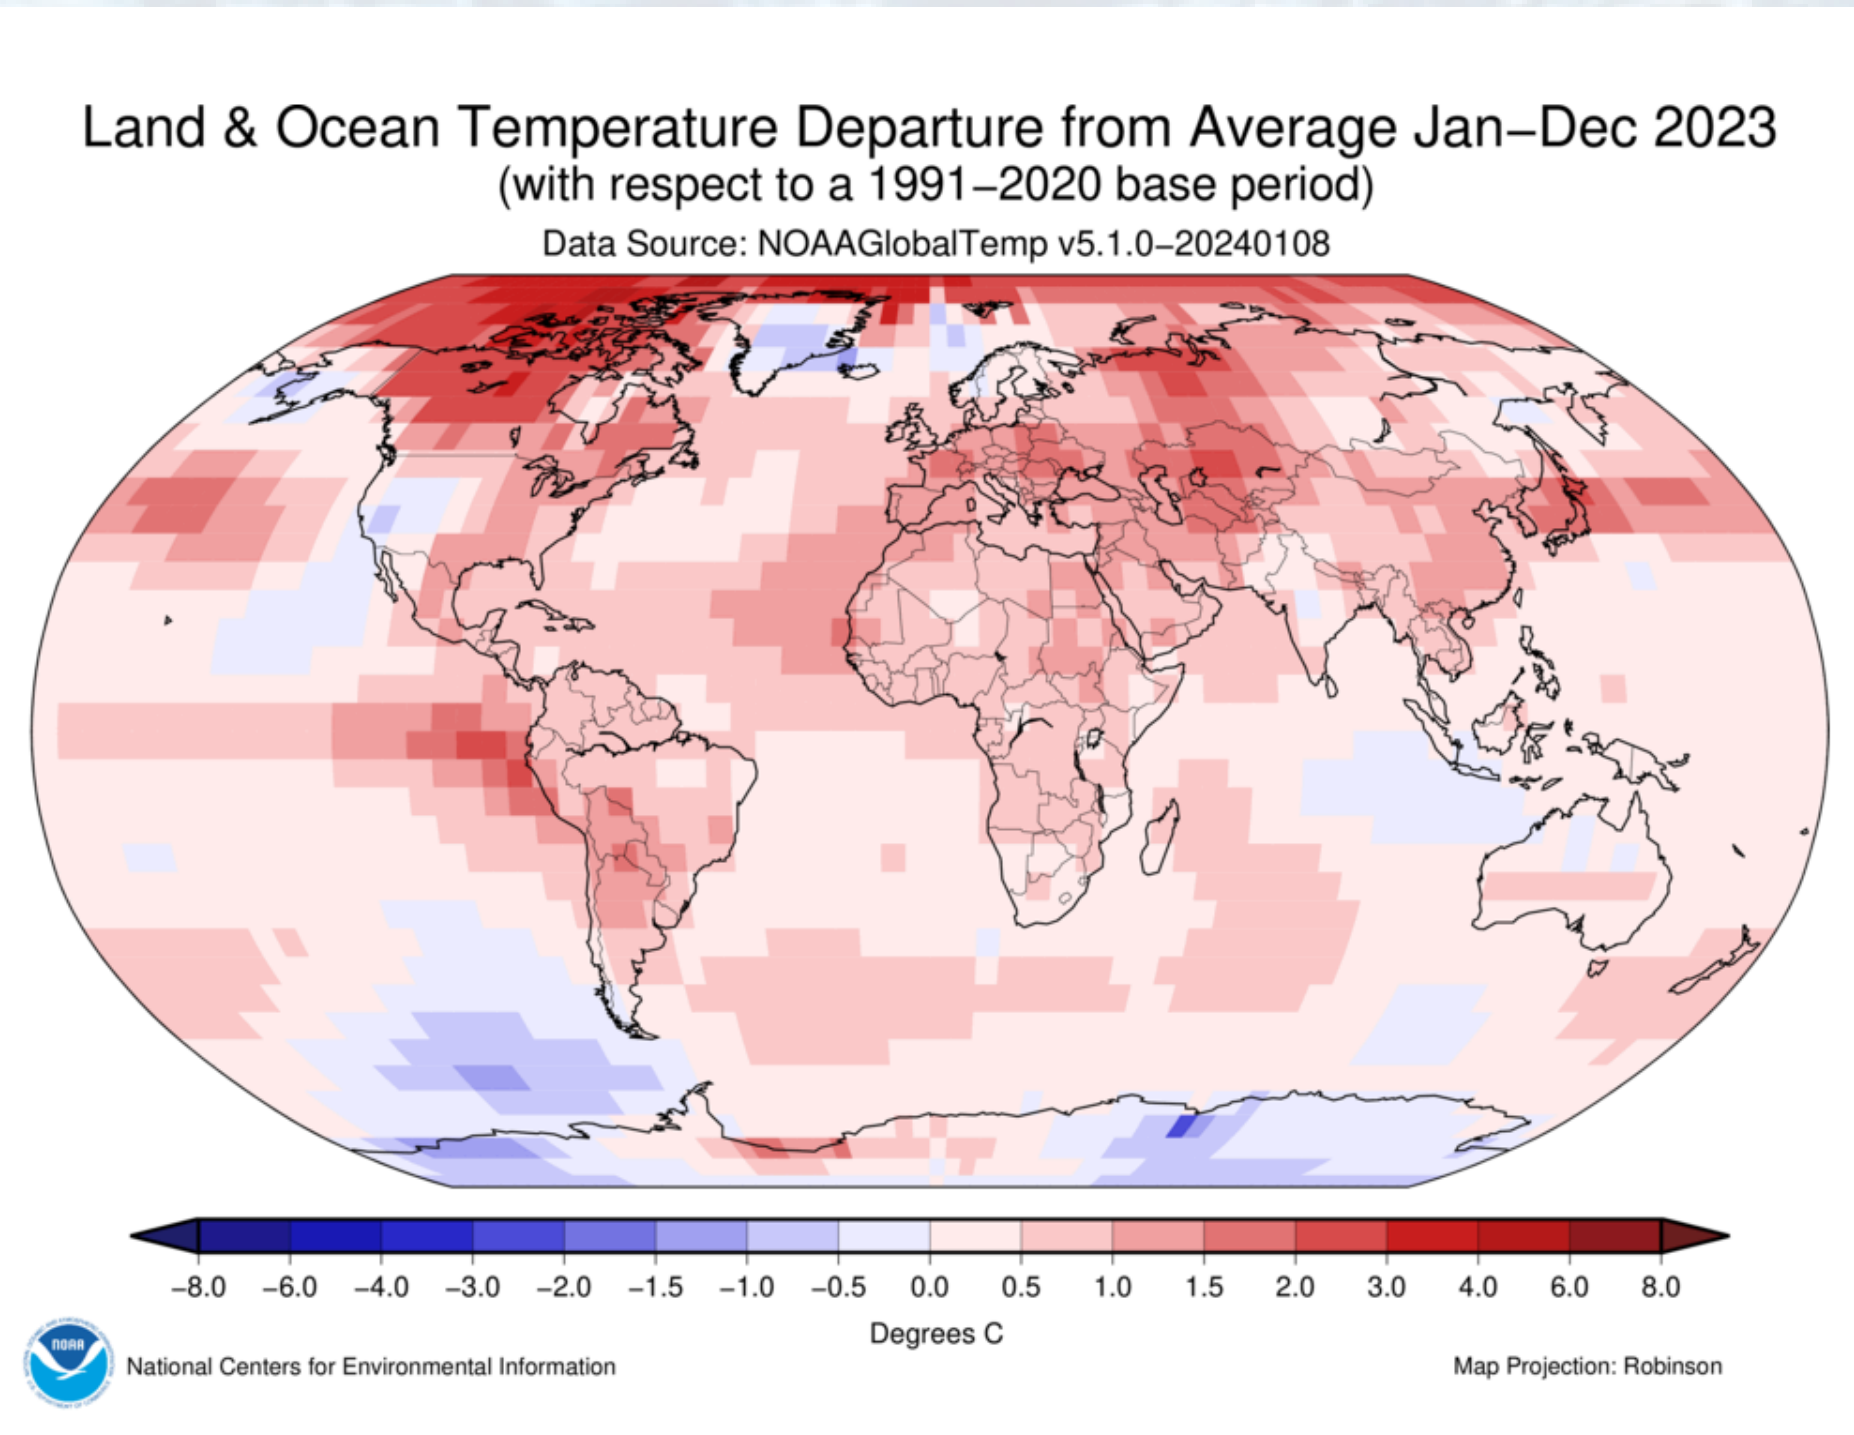 Land & Ocean Temperature Departure from Average Jan–Dec 2023
(with respect to a 1991–2020 base period)
Data Source: NOAAGlobalTemp v5.1.0–20240108
–8.0 –6.0 –4.0 –3.0 –2.0 –1.5 –1.0 –0.5 0.0 0.5 1.0 1.5 2.0 3.0 4.0 6.0 8.0
Degrees C
NOAA
National Centers for Environmental Information
Map Projection: Robinson